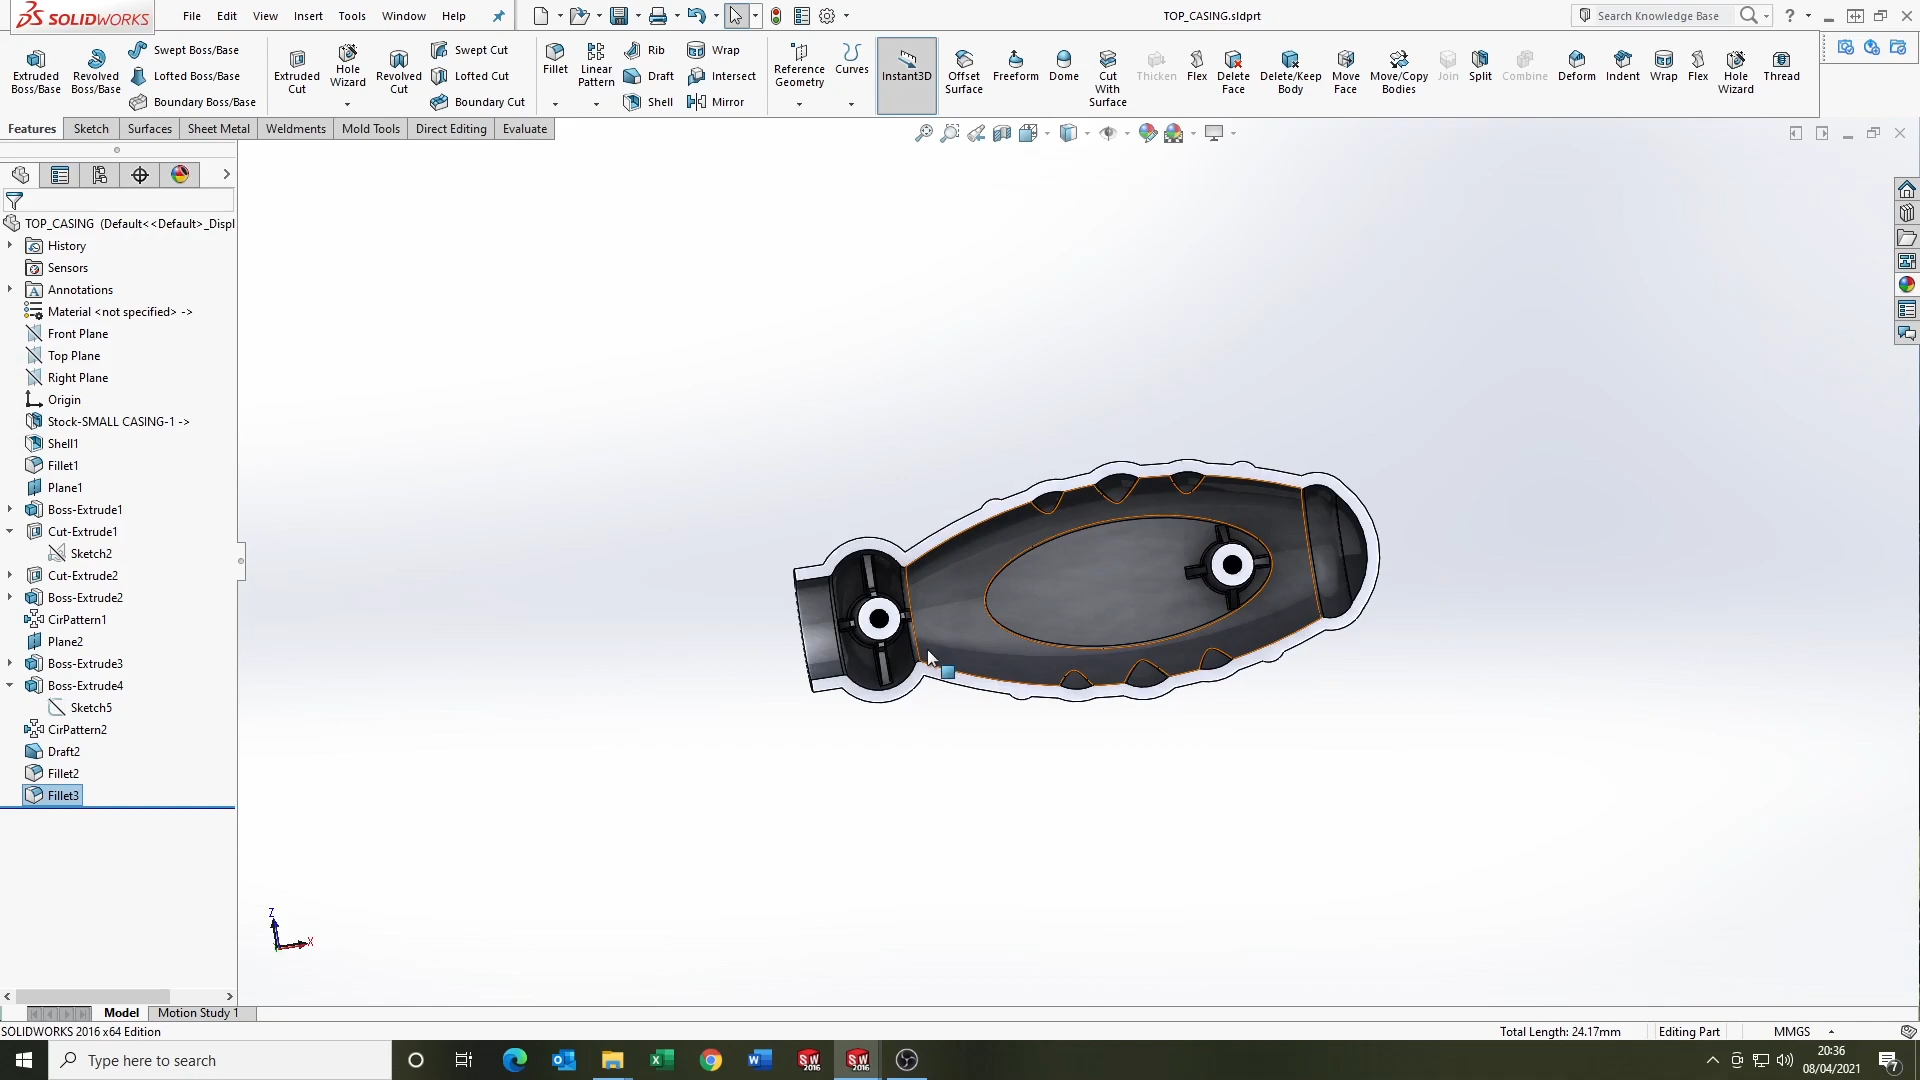 SOLIDWORKS File Edit View Insert Tools Window Help TOP_CASING.sldprt Search Knowledge Base ?
Extruded Boss/Base
Revolved Boss/Base
Swept Boss/Base
Lofted Boss/Base
Boundary Boss/Base
Extruded Cut
Hole Wizard
Revolved Cut
Swept Cut
Lofted Cut
Boundary Cut
Fillet
Linear Pattern
Rib
Draft
Shell
Wrap
Intersect
Mirror
Reference Geometry
Curves
Instant3D
Offset Surface
Freeform
Dome
Cut With Surface
Thicken
Flex
Delete Face
Delete/Keep Body
Move Face
Move/Copy Bodies
Join
Split
Combine
Deform
Indent
Wrap
Flex
Hole Wizard
Thread
Features Sketch Surfaces Sheet Metal Weldments Mold Tools Direct Editing Evaluate
TOP_CASING (Default<<Default>_Displ
History
Sensors
Annotations
Material <not specified> ->
Front Plane
Top Plane
Right Plane
Origin
Stock-SMALL CASING-1 ->
Shell1
Fillet1
Plane1
Boss-Extrude1
Cut-Extrude1
Sketch2
Cut-Extrude2
Boss-Extrude2
CirPattern1
Plane2
Boss-Extrude3
Boss-Extrude4
Sketch5
CirPattern2
Draft2
Fillet2
Fillet3
Z
X
Model Motion Study 1
SOLIDWORKS 2016 x64 Edition Total Length: 24.17mm Editing Part MMGS
Type here to search
SW 2016
SW 2016
20:36
08/04/2021
7